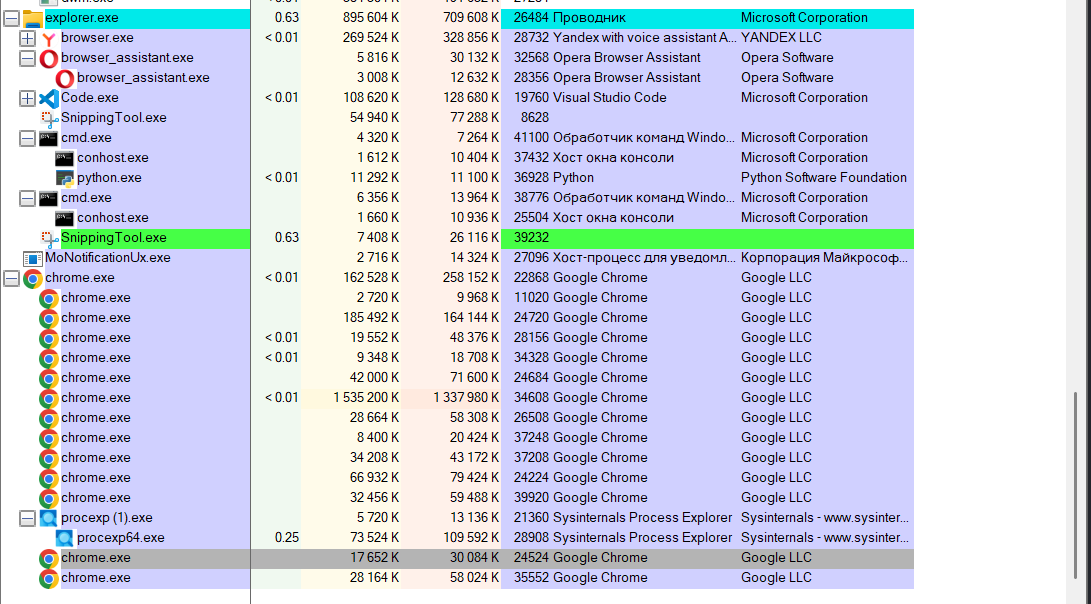 explorer.exe 0.63 895 604 K 709 608 K 26484 Проводник Microsoft Corporation
browser.exe < 0.01 269 524 K 328 856 K 28732 Yandex with voice assistant A... YANDEX LLC
browser_assistant.exe 5 816 K 30 132 K 32568 Opera Browser Assistant Opera Software
browser_assistant.exe 3 008 K 12 632 K 28356 Opera Browser Assistant Opera Software
Code.exe < 0.01 108 620 K 128 680 K 19760 Visual Studio Code Microsoft Corporation
SnippingTool.exe 54 940 K 77 288 K 8628
cmd.exe 4 320 K 7 264 K 41100 Обработчик команд Windo... Microsoft Corporation
conhost.exe 1 612 K 10 404 K 37432 Хост окна консоли Microsoft Corporation
python.exe < 0.01 11 292 K 11 100 K 36928 Python Python Software Foundation
cmd.exe 6 356 K 13 964 K 38776 Обработчик команд Windo... Microsoft Corporation
conhost.exe 1 660 K 10 936 K 25504 Хост окна консоли Microsoft Corporation
SnippingTool.exe 0.63 7 408 K 26 116 K 39232
MoNotificationUx.exe 2 716 K 14 324 K 27096 Хост-процесс для уведомл... Корпорация Майкрософ...
chrome.exe < 0.01 162 528 K 258 152 K 22868 Google Chrome Google LLC
chrome.exe 2 720 K 9 968 K 11020 Google Chrome Google LLC
chrome.exe 185 492 K 164 144 K 24720 Google Chrome Google LLC
chrome.exe < 0.01 19 552 K 48 376 K 28156 Google Chrome Google LLC
chrome.exe < 0.01 9 348 K 18 708 K 34328 Google Chrome Google LLC
chrome.exe 42 000 K 71 600 K 24684 Google Chrome Google LLC
chrome.exe < 0.01 1 535 200 K 1 337 980 K 34608 Google Chrome Google LLC
chrome.exe 28 664 K 58 308 K 26508 Google Chrome Google LLC
chrome.exe 8 400 K 20 424 K 37248 Google Chrome Google LLC
chrome.exe 34 208 K 43 172 K 37208 Google Chrome Google LLC
chrome.exe 66 932 K 79 424 K 24224 Google Chrome Google LLC
chrome.exe 32 456 K 59 488 K 39920 Google Chrome Google LLC
procexp (1).exe 5 720 K 13 136 K 21360 Sysinternals Process Explorer Sysinternals - www.sysinter...
procexp64.exe 0.25 73 524 K 109 592 K 28908 Sysinternals Process Explorer Sysinternals - www.sysinter...
chrome.exe 17 652 K 30 084 K 24524 Google Chrome Google LLC
chrome.exe 28 164 K 58 024 K 35552 Google Chrome Google LLC